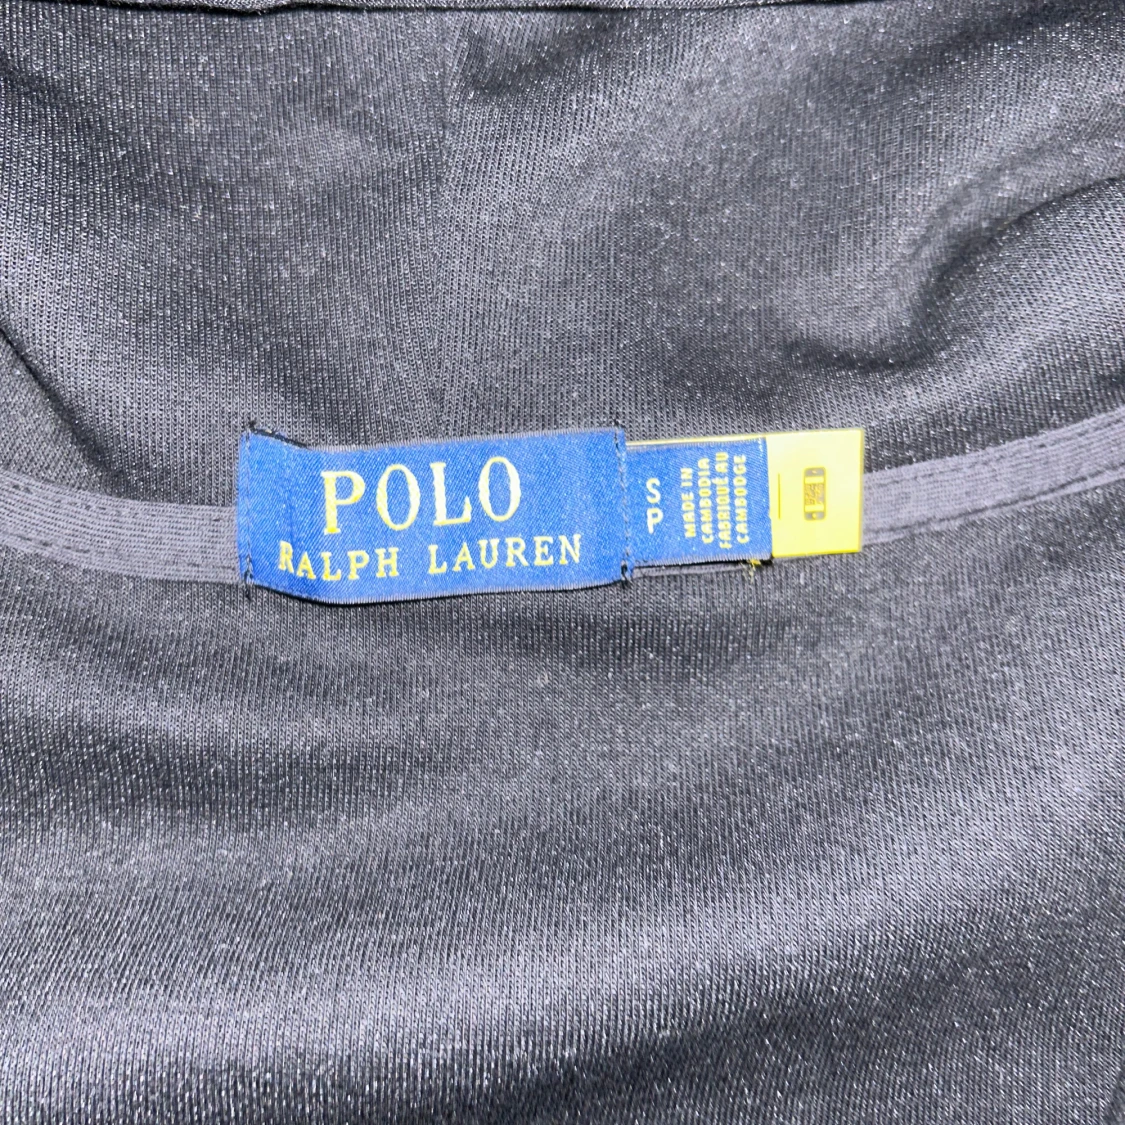 POLO
RALPH LAUREN
S
P
MADE IN
CAMBODIA
FABRIQUÉ AU
CAMBODGE